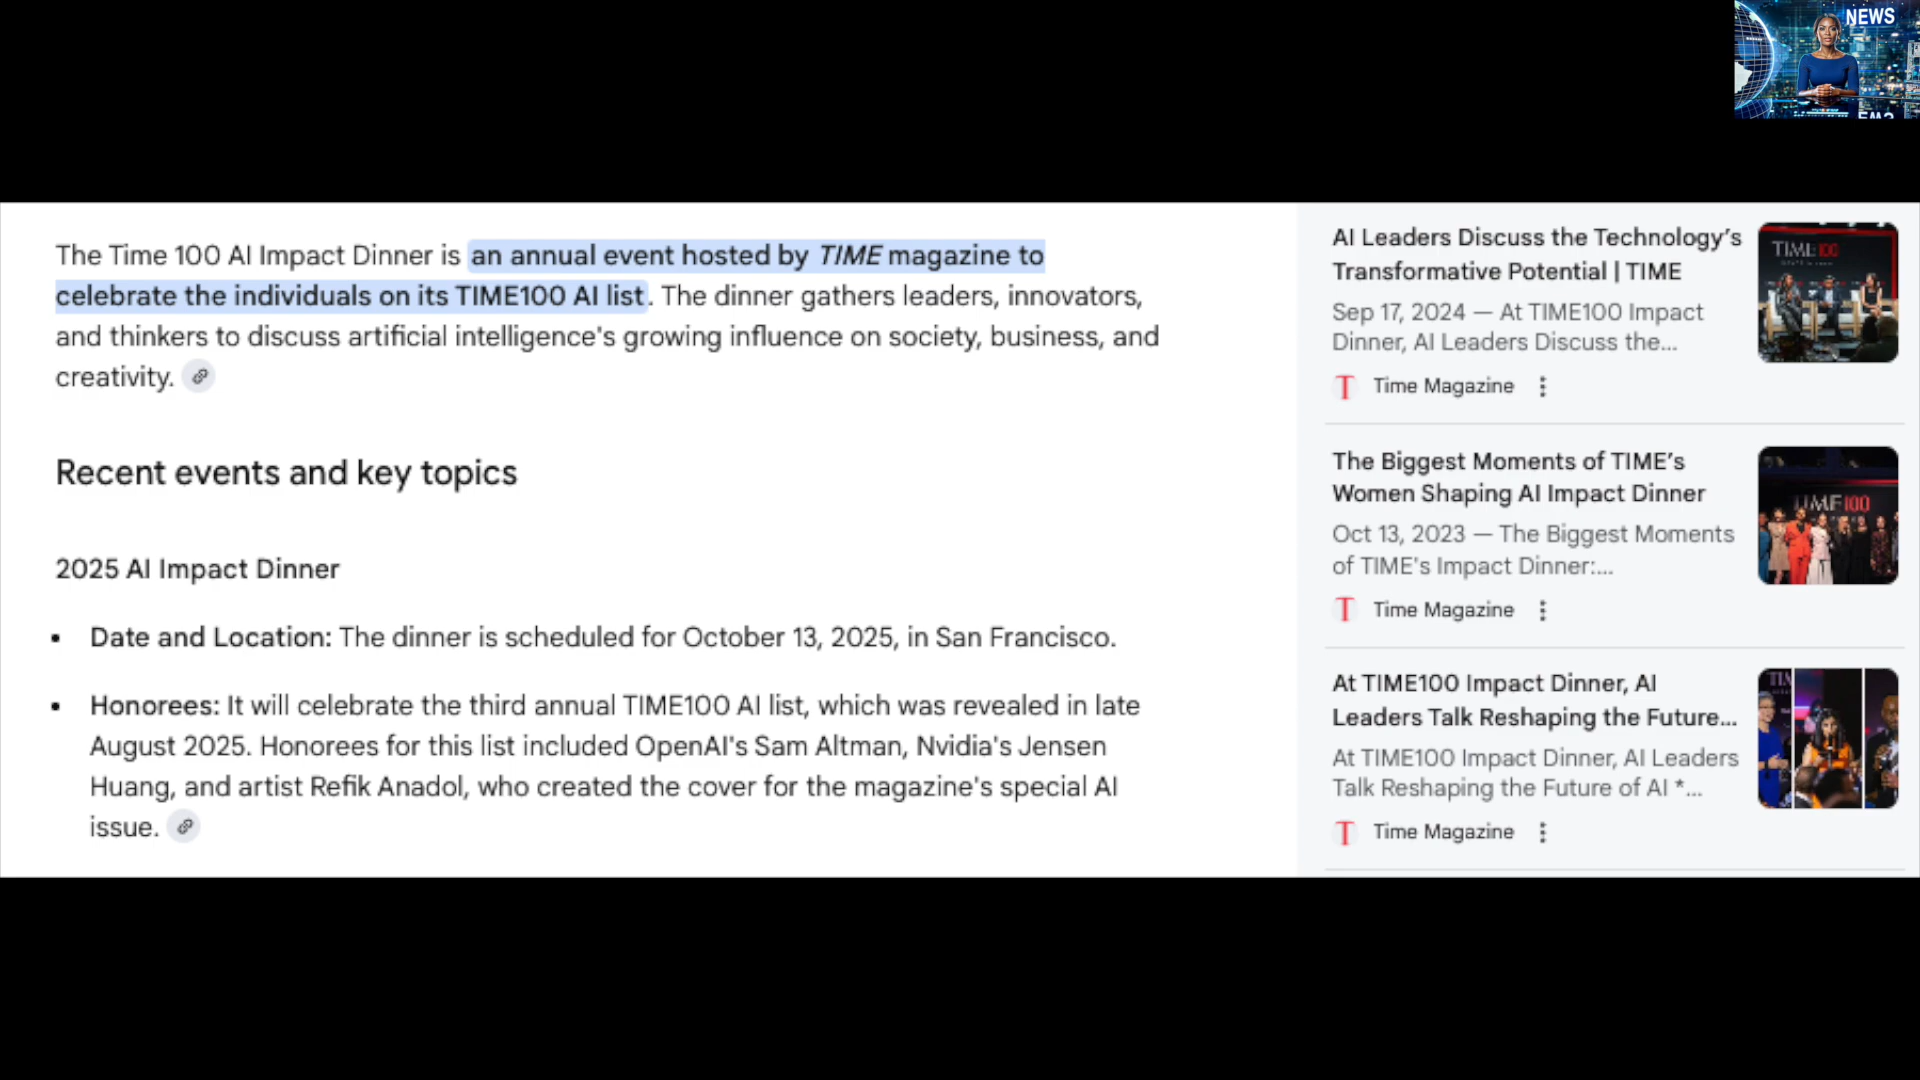 NEWS
The Time 100 AI Impact Dinner is an annual event hosted by TIME magazine to
celebrate the individuals on its TIME100 AI list. The dinner gathers leaders, innovators,
and thinkers to discuss artificial intelligence's growing influence on society, business, and
creativity.
Recent events and key topics
2025 AI Impact Dinner
• Date and Location: The dinner is scheduled for October 13, 2025, in San Francisco.
• Honorees: It will celebrate the third annual TIME100 AI list, which was revealed in late
August 2025. Honorees for this list included OpenAI's Sam Altman, Nvidia's Jensen
Huang, and artist Refik Anadol, who created the cover for the magazine's special AI
issue.
AI Leaders Discuss the Technology’s
Transformative Potential | TIME
Sep 17, 2024 — At TIME100 Impact
Dinner, AI Leaders Discuss the...
T Time Magazine
TIME100
The Biggest Moments of TIME’s
Women Shaping AI Impact Dinner
Oct 13, 2023 — The Biggest Moments
of TIME's Impact Dinner:...
T Time Magazine
TIME100
At TIME100 Impact Dinner, AI
Leaders Talk Reshaping the Future...
At TIME100 Impact Dinner, AI Leaders
Talk Reshaping the Future of AI *...
T Time Magazine